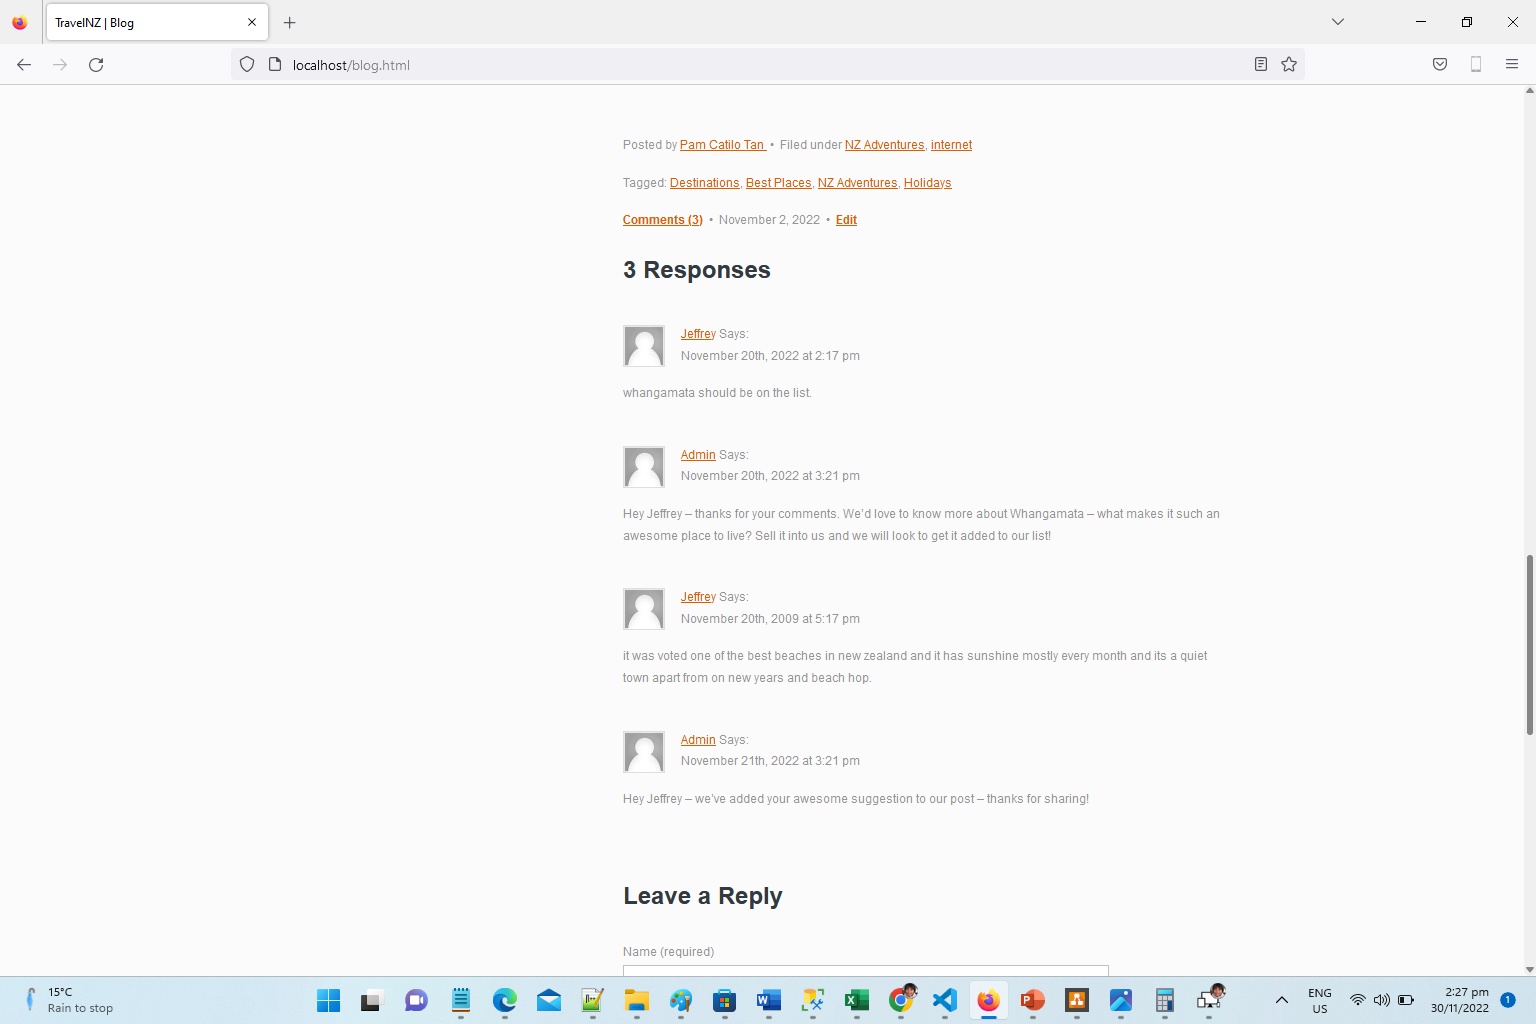 TravelNZ | Blog
localhost/blog.html
Posted by Pam Catilo Tan • Filed under NZ Adventures, internet
Tagged: Destinations, Best Places, NZ Adventures, Holidays
Comments (3) • November 2, 2022 • Edit
3 Responses
Jeffrey Says:
November 20th, 2022 at 2:17 pm
whangamata should be on the list.
Admin Says:
November 20th, 2022 at 3:21 pm
Hey Jeffrey – thanks for your comments. We'd love to know more about Whangamata – what makes it such an
awesome place to live? Sell it into us and we will look to get it added to our list!
Jeffrey Says:
November 20th, 2009 at 5:17 pm
it was voted one of the best beaches in new zealand and it has sunshine mostly every month and its a quiet
town apart from on new years and beach hop.
Admin Says:
November 21th, 2022 at 3:21 pm
Hey Jeffrey – we've added your awesome suggestion to our post – thanks for sharing!
Leave a Reply
Name (required)
15°C
Rain to stop
ENG
US
2:27 pm
30/11/2022
1